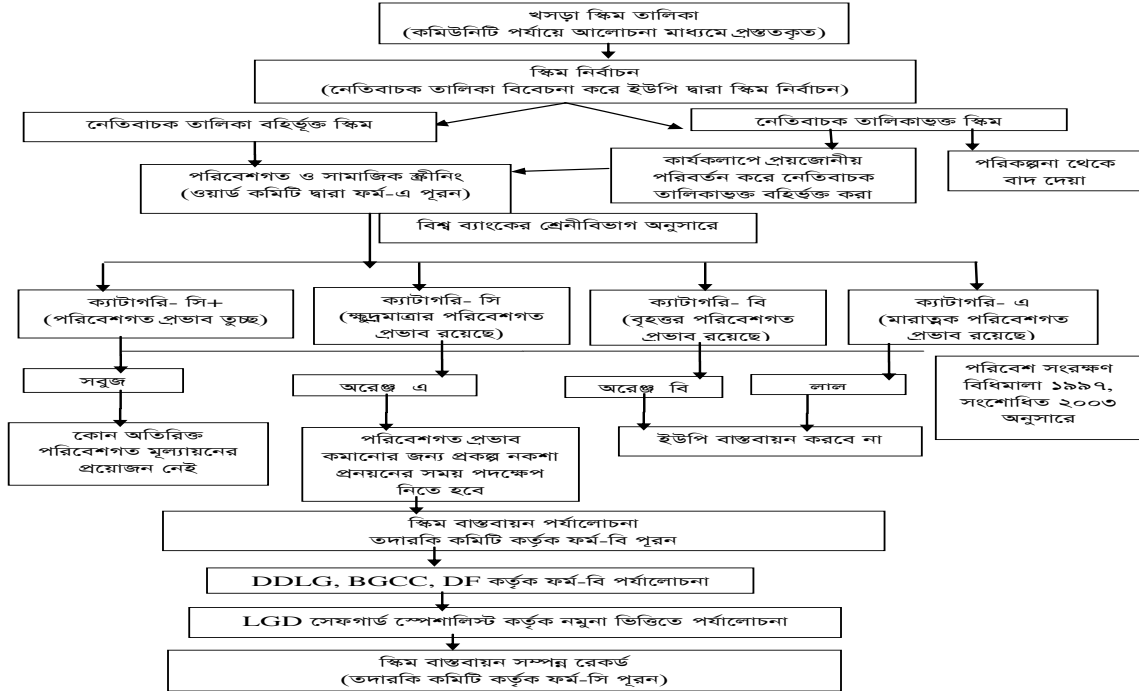 খসড়া স্কিম তালিকা
(কমিউনিটি পর্যায়ে আলোচনা মাধ্যমে প্রস্ততকৃত)
স্কিম নির্বাচন
(নেতিবাচক তালিকা বিবেচনা করে ইউপি দ্বারা স্কিম নির্বাচন)
নেতিবাচক তালিকা বহির্ভূক্ত স্কিম
নেতিবাচক তালিকাভুক্ত স্কিম
পরিবেশগত ও সামাজিক স্ক্রীনিং
(ওয়ার্ড কমিটি দ্বারা ফর্ম-এ পূরন)
কার্যকলাপে প্রয়জোনীয়
পরিবর্তন করে নেতিবাচক
তালিকাভুক্ত বহির্ভূক্ত করা
পরিকল্পনা থেকে
বাদ দেয়া
বিশ্ব ব্যাংকের শ্রেনীবিভাগ অনুসারে
ক্যাটাগরি- সি+
(পরিবেশগত প্রভাব তুচ্ছ)
ক্যাটাগরি- সি
(ক্ষুদ্রমাত্রার পরিবেশগত
প্রভাব রয়েছে)
ক্যাটাগরি- বি
(বৃহত্তর পরিবেশগত
প্রভাব রয়েছে)
ক্যাটাগরি- এ
(মারাত্নক পরিবেশগত
প্রভাব রয়েছে)
সবুজ
অরেঞ্জ এ
অরেঞ্জ বি
লাল
পরিবেশ সংরক্ষণ
বিধিমালা ১৯৯৭,
সংশোধিত ২০০৩
অনুসারে
কোন অতিরিক্ত
পরিবেশগত মূল্যায়নের
প্রয়োজন নেই
পরিবেশগত প্রভাব
কমানোর জন্য প্রকল্প নকশা
প্রনয়নের সময় পদক্ষেপ
নিতে হবে
ইউপি বাস্তবায়ন করবে না
স্কিম বাস্তবায়ন পর্যালোচনা
তদারকি কমিটি কর্তৃক ফর্ম-বি পূরন
DDLG, BGCC, DF কর্তৃক ফর্ম-বি পর্যালোচনা
LGD সেফগার্ড স্পেশালিস্ট কর্তৃক নমুনা ভিত্তিতে পর্যালোচনা
স্কিম বাস্তবায়ন সম্পন্ন রেকর্ড
(তদারকি কমিটি কর্তৃক ফর্ম-সি পূরন)